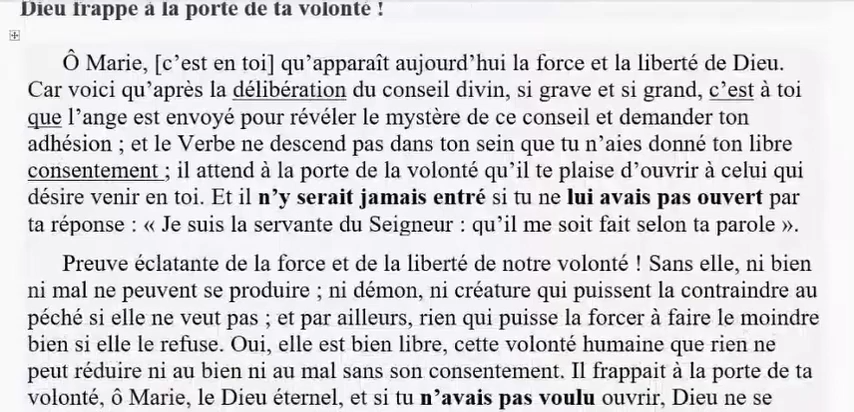 Dieu frappe à la porte de ta volonté !
Ô Marie, [c’est en toi] qu’apparaît aujourd’hui la force et la liberté de Dieu.
Car voici qu’après la délibération du conseil divin, si grave et si grand, c’est à toi
que l’ange est envoyé pour révéler le mystère de ce conseil et demander ton
adhésion ; et le Verbe ne descend pas dans ton sein que tu n’aies donné ton libre
consentement ; il attend à la porte de la volonté qu’il te plaise d’ouvrir à celui qui
désire venir en toi. Et il n’y serait jamais entré si tu ne lui avais pas ouvert par
ta réponse : « Je suis la servante du Seigneur : qu’il me soit fait selon ta parole ».
Preuve éclatante de la force et de la liberté de notre volonté ! Sans elle, ni bien
ni mal ne peuvent se produire ; ni démon, ni créature qui puissent la contraindre au
péché si elle ne veut pas ; et par ailleurs, rien qui puisse la forcer à faire le moindre
bien si elle le refuse. Oui, elle est bien libre, cette volonté humaine que rien ne
peut réduire ni au bien ni au mal sans son consentement. Il frappait à la porte de ta
volonté, ô Marie, le Dieu éternel, et si tu n’avais pas voulu ouvrir, Dieu ne se